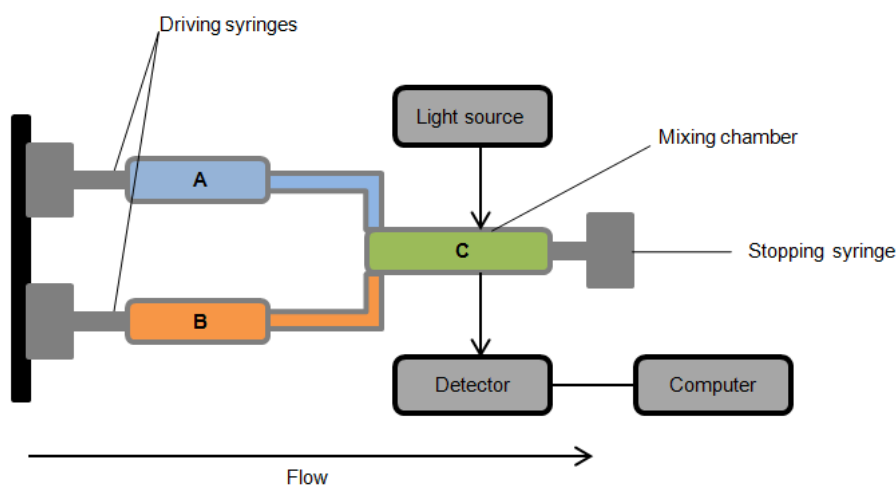 Driving syringes
Light source
Mixing chamber
A
C
Stopping syringe
B
Detector
Computer
Flow